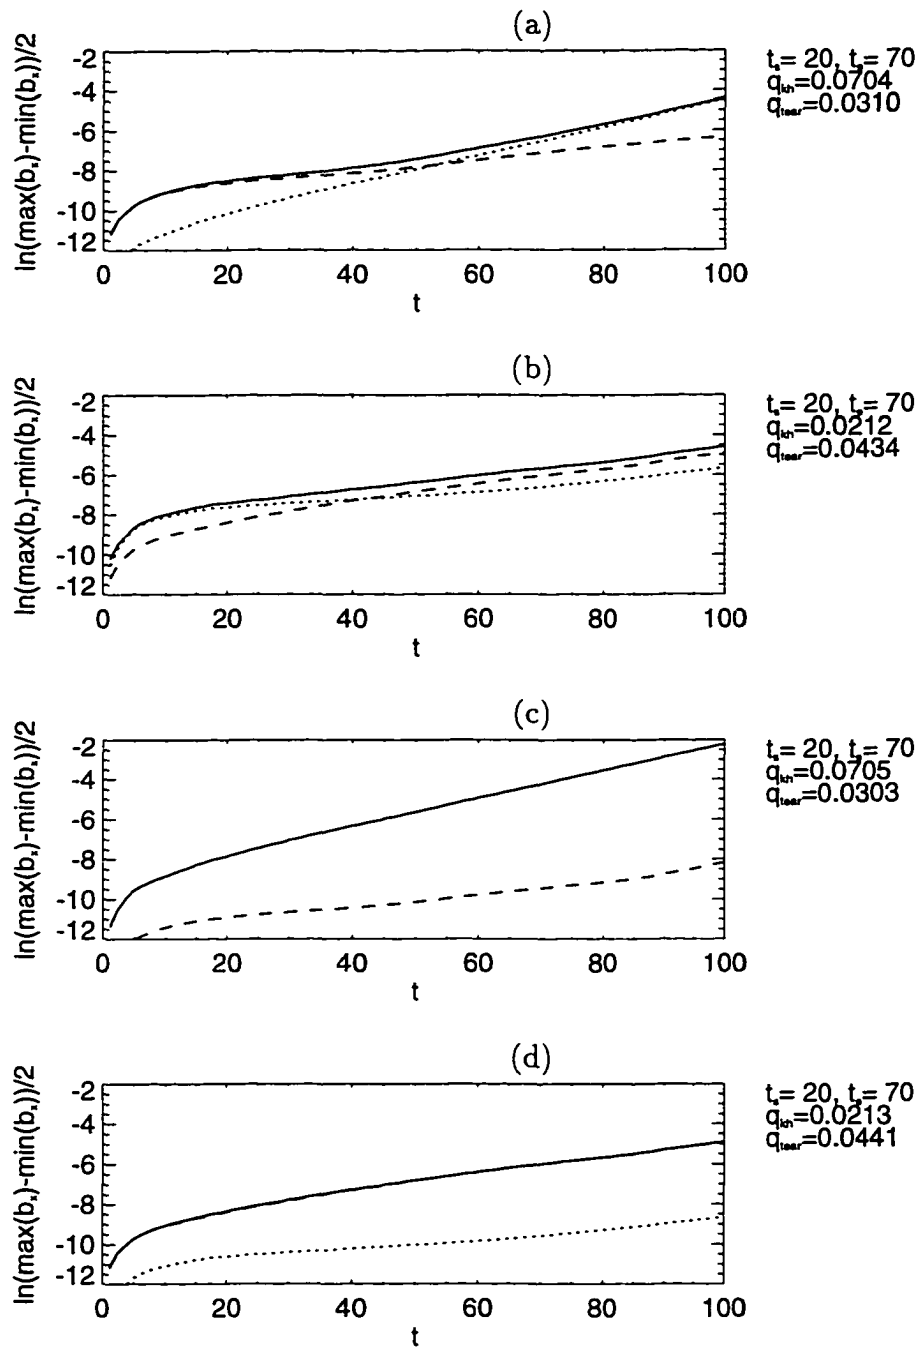 (a)
ln(max(bₓ)-min(bₓ))/2
-2
-4
-6
-8
-10
-12
0 20 40 60 80 100
t
tₛ= 20, tₑ= 70
qₖₕ=0.0704
q_tear=0.0310
(b)
ln(max(bₓ)-min(bₓ))/2
-2
-4
-6
-8
-10
-12
0 20 40 60 80 100
t
tₛ= 20, tₑ= 70
qₖₕ=0.0212
q_tear=0.0434
(c)
ln(max(bₓ)-min(bₓ))/2
-2
-4
-6
-8
-10
-12
0 20 40 60 80 100
t
tₛ= 20, tₑ= 70
qₖₕ=0.0705
q_tear=0.0303
(d)
ln(max(bₓ)-min(bₓ))/2
-2
-4
-6
-8
-10
-12
0 20 40 60 80 100
t
tₛ= 20, tₑ= 70
qₖₕ=0.0213
q_tear=0.0441